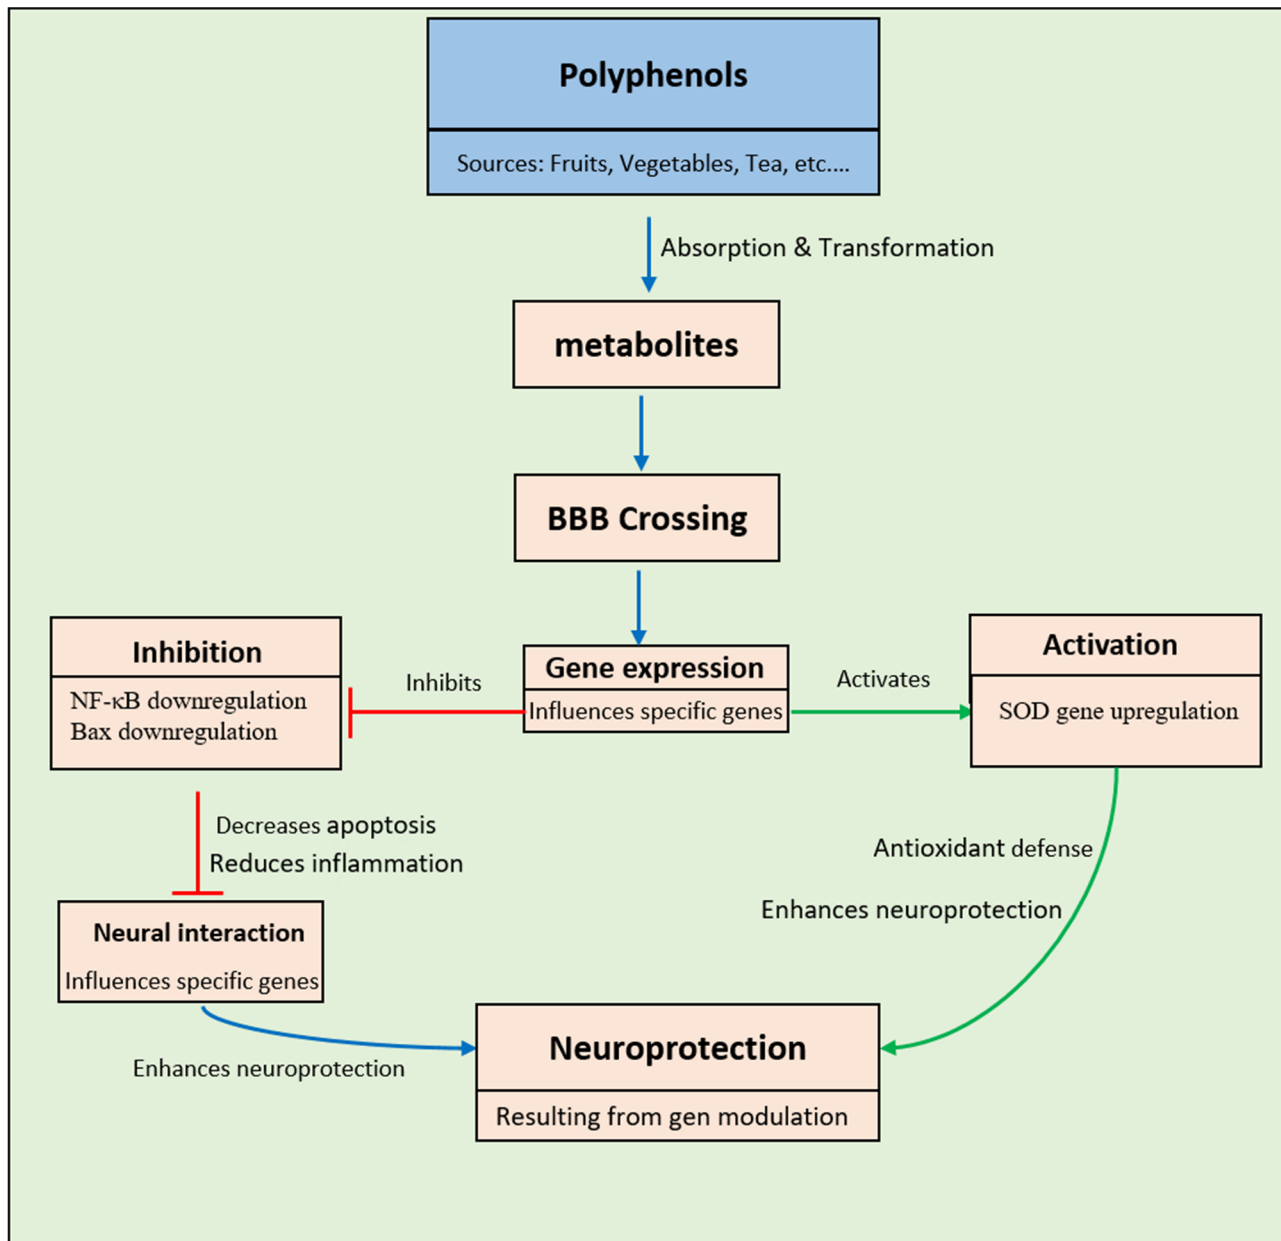 Polyphenols
Sources: Fruits, Vegetables, Tea, etc....
Absorption & Transformation
metabolites
BBB Crossing
Inhibition
NF-κB downregulation
Bax downregulation
Inhibits
Gene expression
Influences specific genes
Activates
Activation
SOD gene upregulation
Decreases apoptosis
Reduces inflammation
Antioxidant defense
Enhances neuroprotection
Neural interaction
Influences specific genes
Enhances neuroprotection
Neuroprotection
Resulting from gen modulation